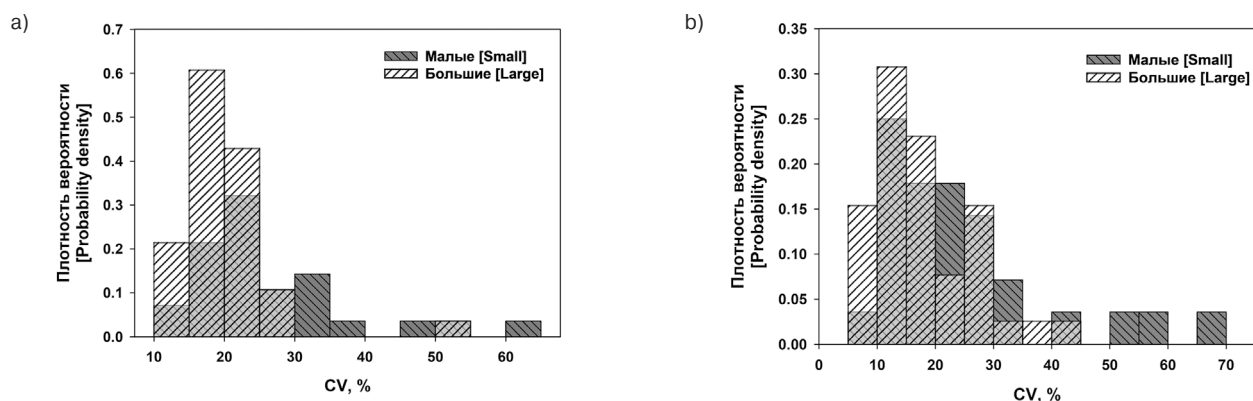 a)
Плотность вероятности
[Probability density]
0.7
0.6
0.5
0.4
0.3
0.2
0.1
0.0
Малые [Small]
Большие [Large]
10 20 30 40 50 60
CV, %
b)
Плотность вероятности
[Probability density]
0.35
0.30
0.25
0.20
0.15
0.10
0.05
0.00
Малые [Small]
Большие [Large]
0 10 20 30 40 50 60 70
CV, %